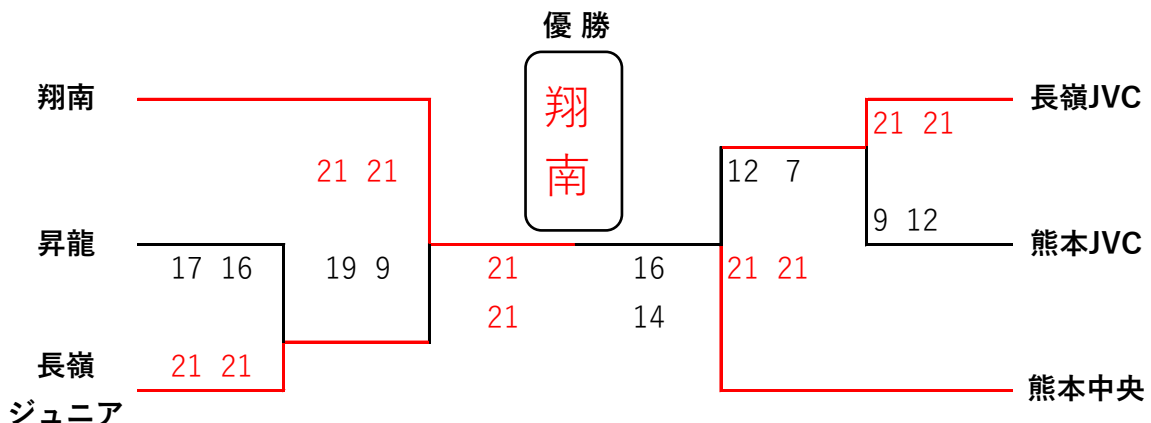 優 勝
翔南
翔南
長嶺JVC
21 21
21 21
12 7
9 12
昇龍
熊本JVC
17 16
19 9
21
16
21 21
21
14
長嶺
ジュニア
21 21
熊本中央